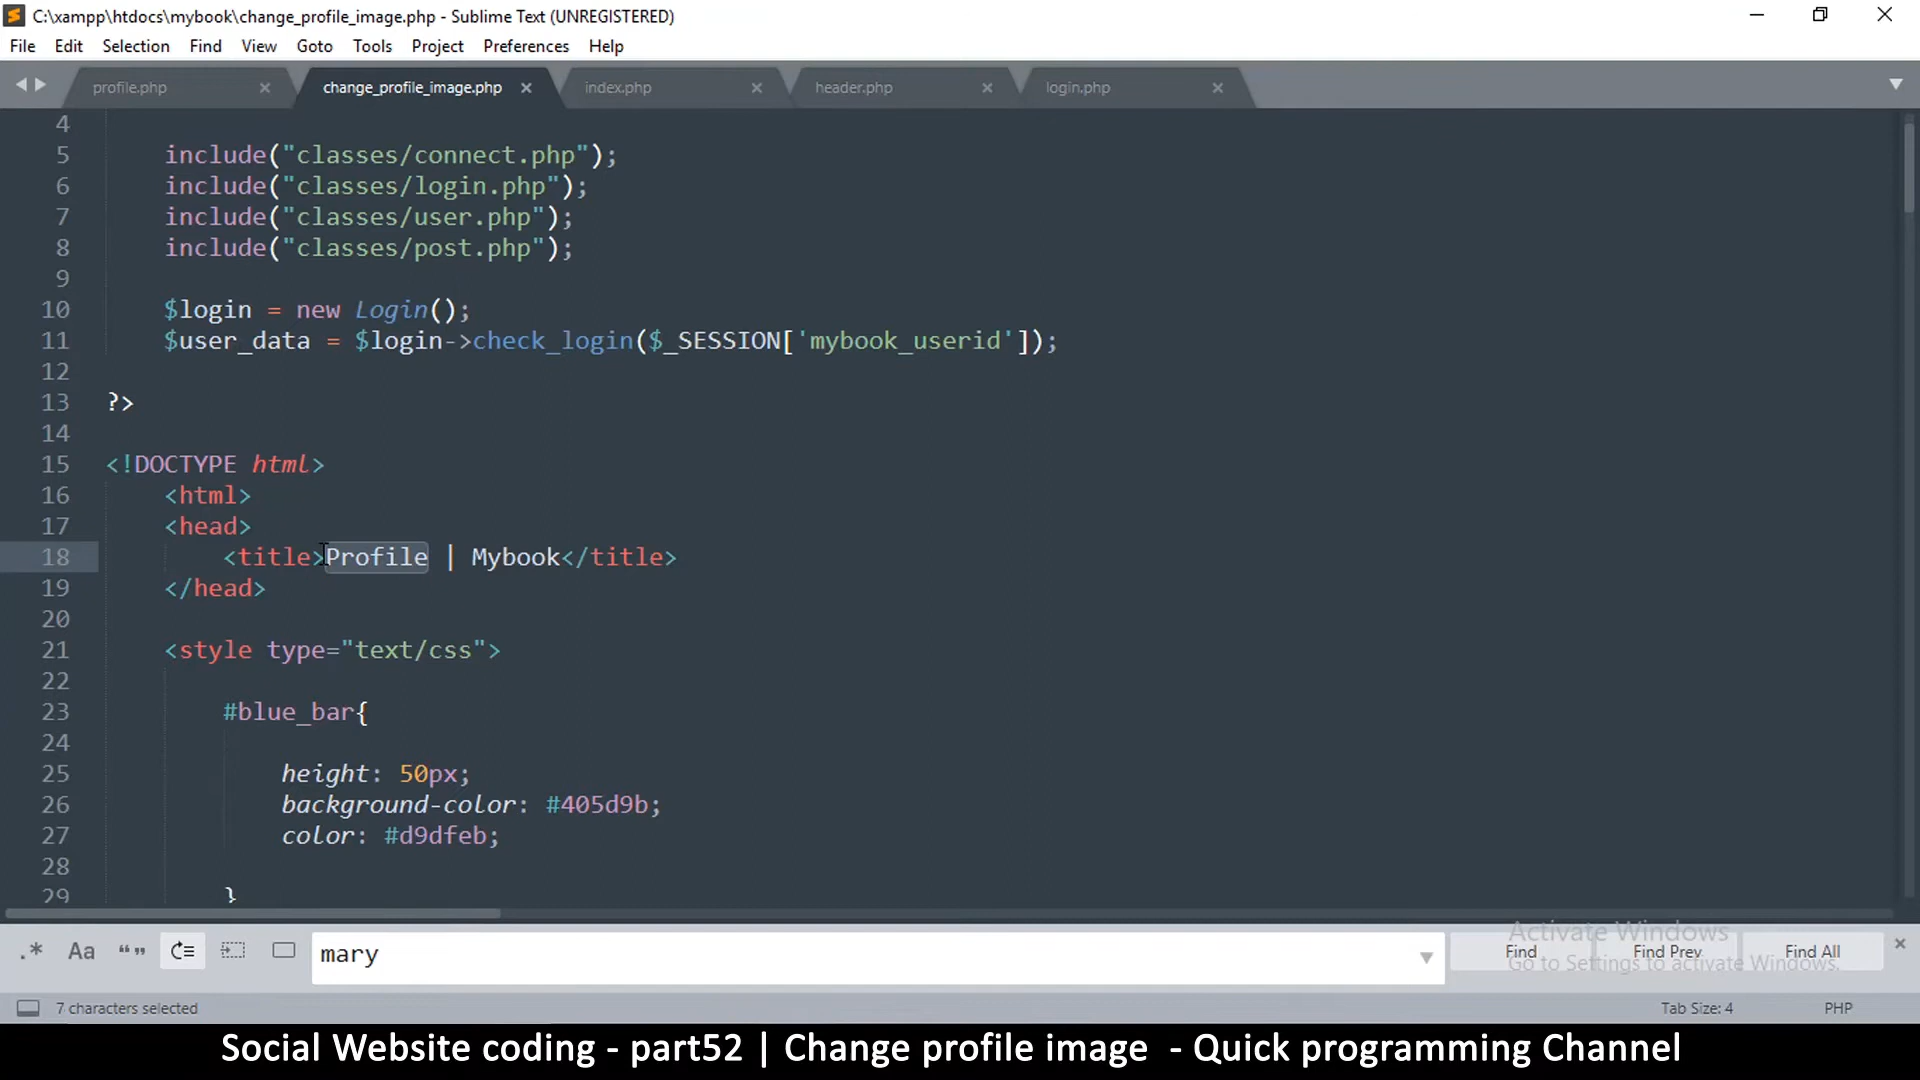 C:\xampp\htdocs\mybook\change_profile_image.php - Sublime Text (UNREGISTERED)
File Edit Selection Find View Goto Tools Project Preferences Help
profile.php change_profile_image.php index.php header.php login.php
4
5 include("classes/connect.php");
6 include("classes/login.php");
7 include("classes/user.php");
8 include("classes/post.php");
9
10 $login = new Login();
11 $user_data = $login->check_login($_SESSION['mybook_userid']);
12
13 ?>
14
15 <!DOCTYPE html>
16 <html>
17 <head>
18 <title>Profile | Mybook</title>
19 </head>
20
21 <style type="text/css">
22
23 #blue_bar{
24
25 height: 50px;
26 background-color: #405d9b;
27 color: #d9dfeb;
28
29 }
.* Aa “” mary Find Find Prev Find All
Activate Windows
Go to Settings to activate Windows.
7 characters selected Tab Size: 4 PHP
Social Website coding - part52 | Change profile image - Quick programming Channel